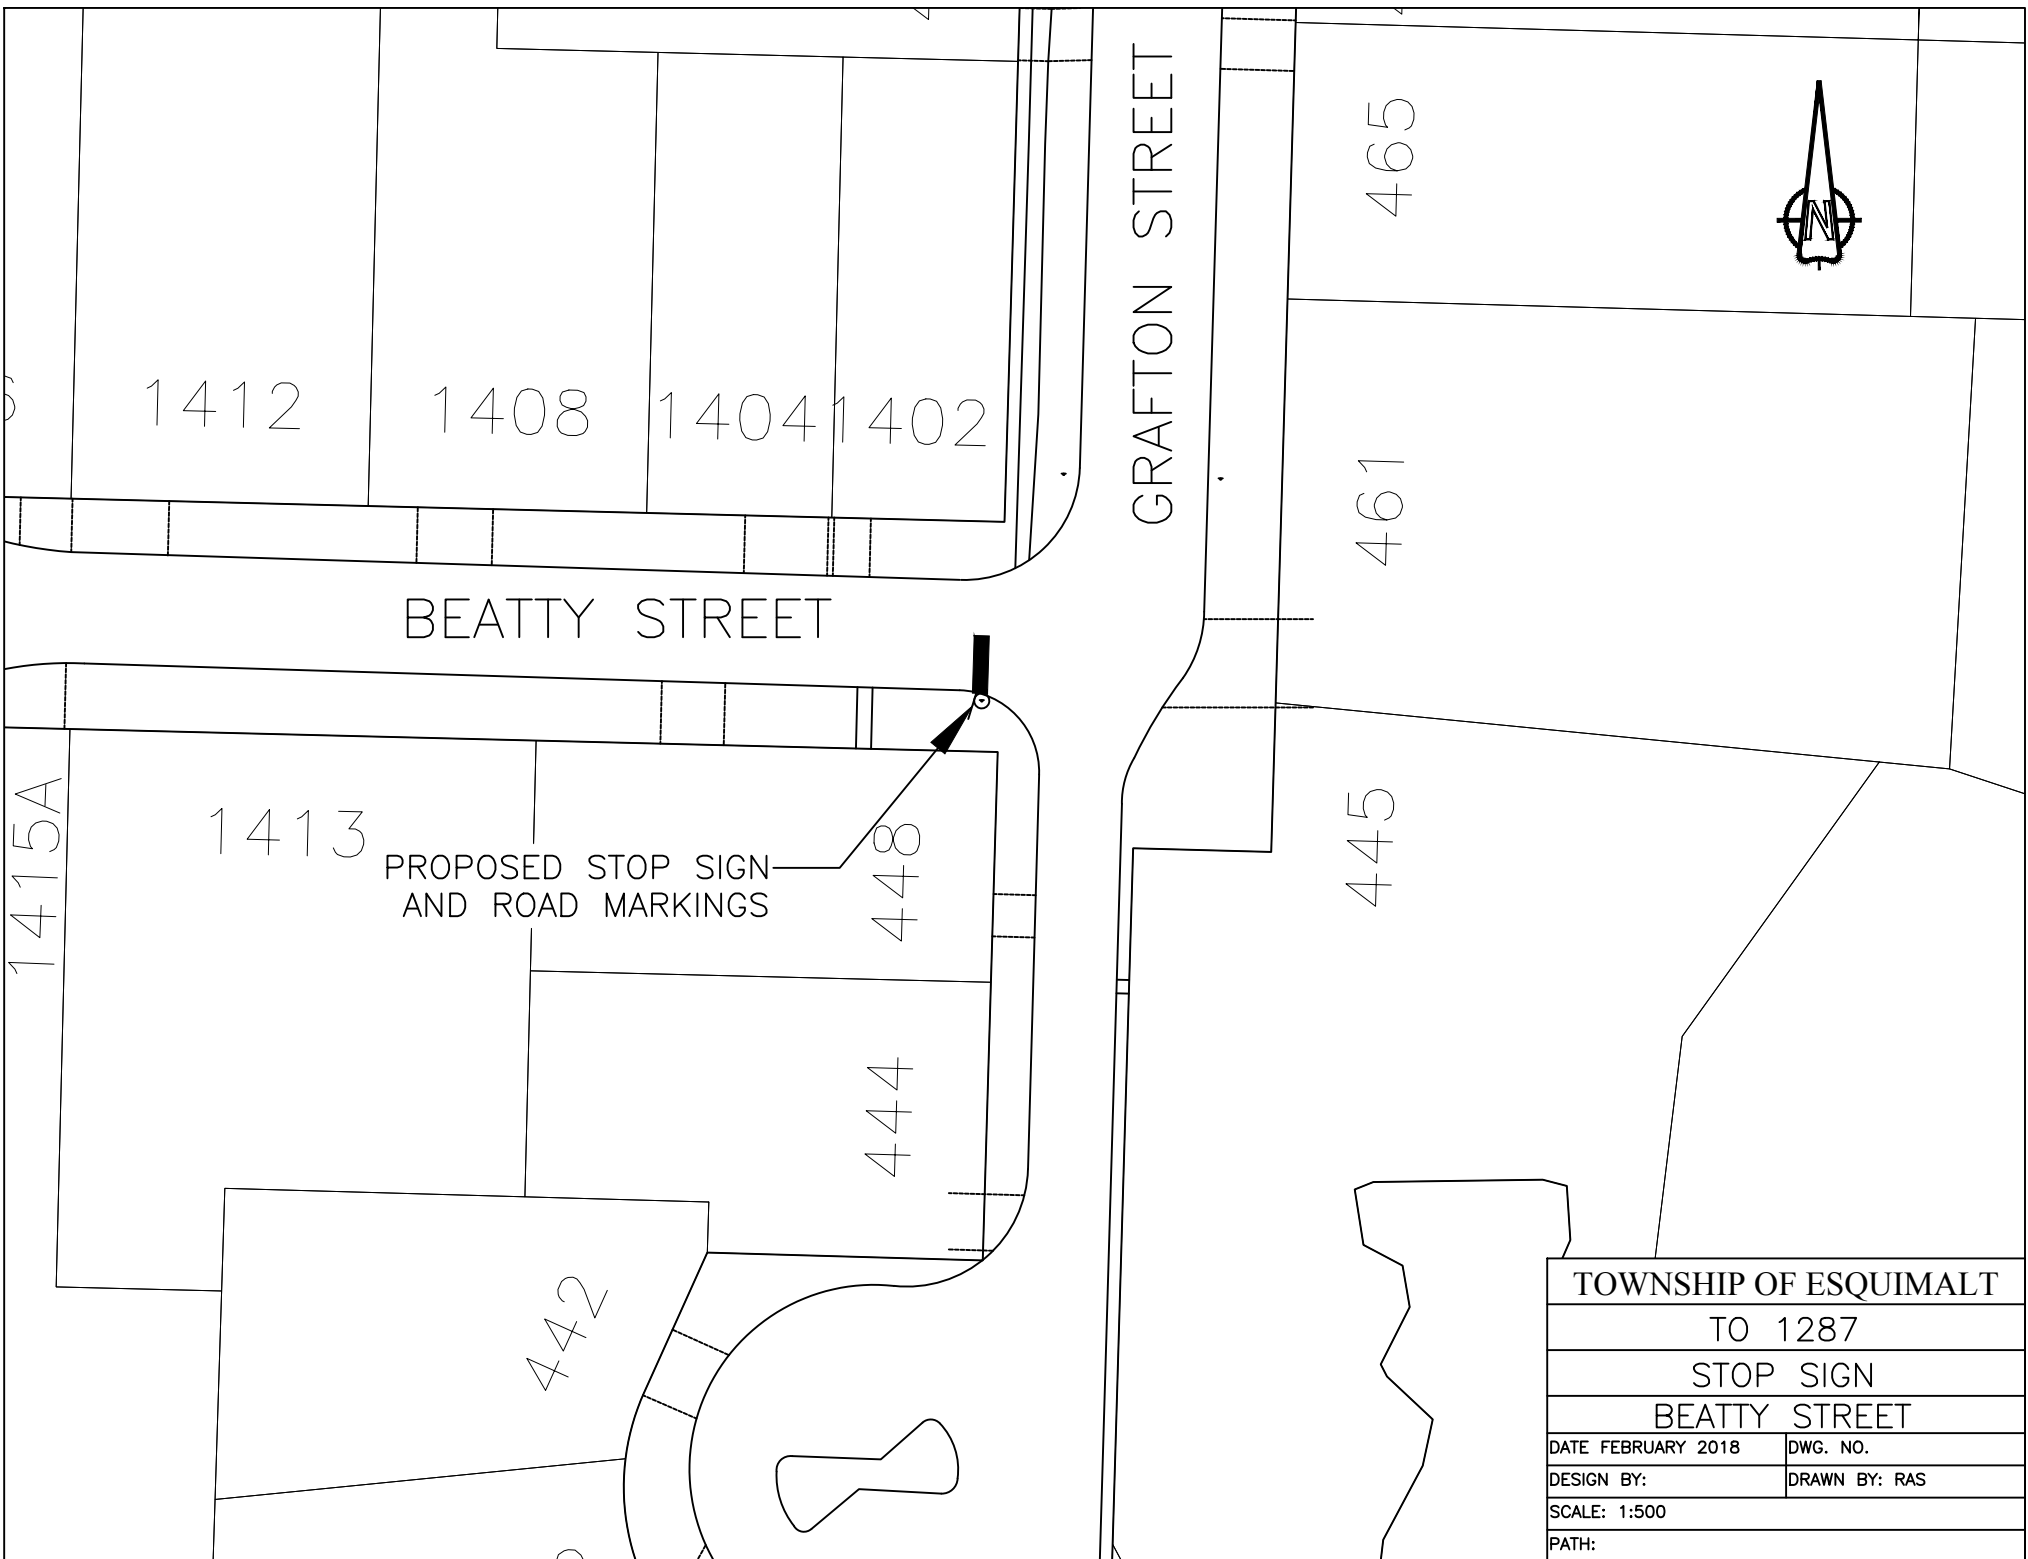 GRAFTON STREET
465
N
1412
1408
1404
1402
461
BEATTY STREET
1415A
1413
448
445
PROPOSED STOP SIGN
AND ROAD MARKINGS
444
442
TOWNSHIP OF ESQUIMALT
TO 1287
STOP SIGN
BEATTY STREET
DATE FEBRUARY 2018 DWG. NO.
DESIGN BY: DRAWN BY: RAS
SCALE: 1:500
PATH: